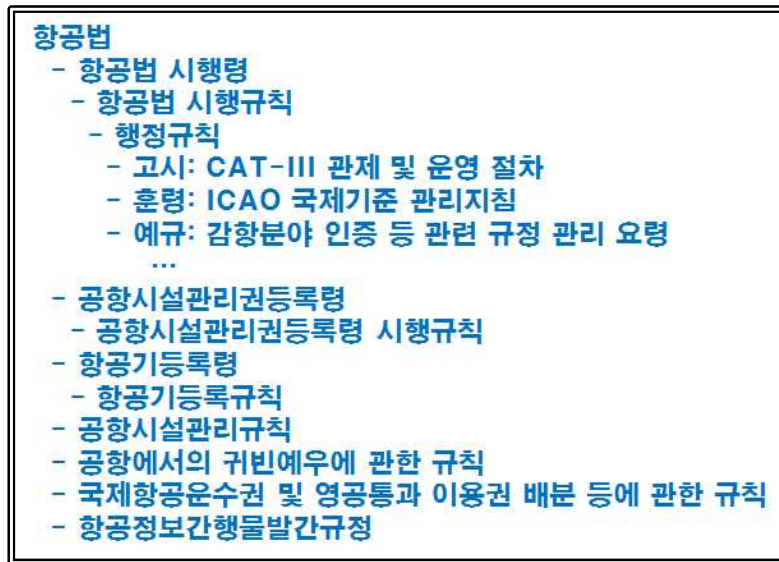 항공법
- 항공법 시행령
- 항공법 시행규칙
- 행정규칙
- 고시: CAT-III 관제 및 운영 절차
- 훈령: ICAO 국제기준 관리지침
- 예규: 감항분야 인증 등 관련 규정 관리 요령
...
- 공항시설관리권등록령
- 공항시설관리권등록령 시행규칙
- 항공기등록령
- 항공기등록규칙
- 공항시설관리규칙
- 공항에서의 귀빈예우에 관한 규칙
- 국제항공운수권 및 영공통과 이용권 배분 등에 관한 규칙
- 항공정보간행물발간규정